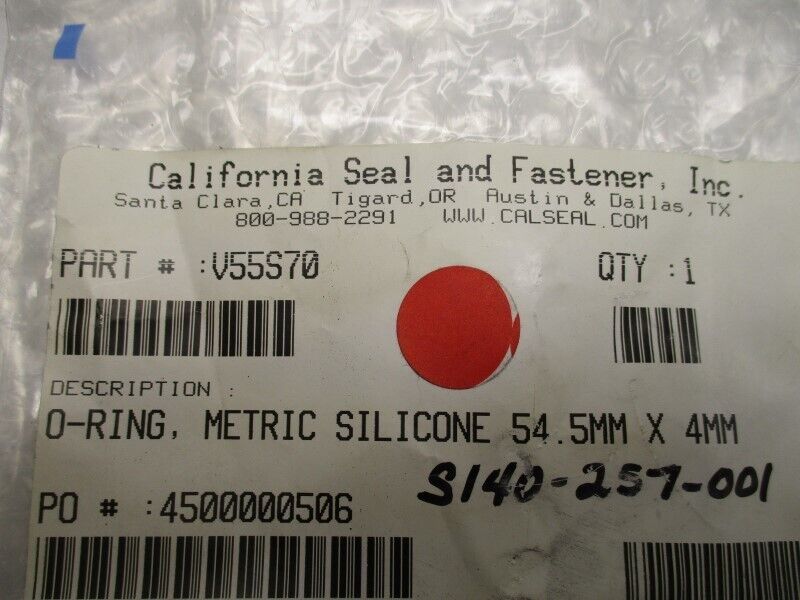 California Seal and Fastener, Inc.
Santa Clara,CA Tigard,OR Austin & Dallas, TX
800-988-2291 WWW.CALSEAL.COM
PART # :V55S70 QTY :1
DESCRIPTION :
O-RING, METRIC SILICONE 54.5MM X 4MM
S140-257-001
PO # :4500000506